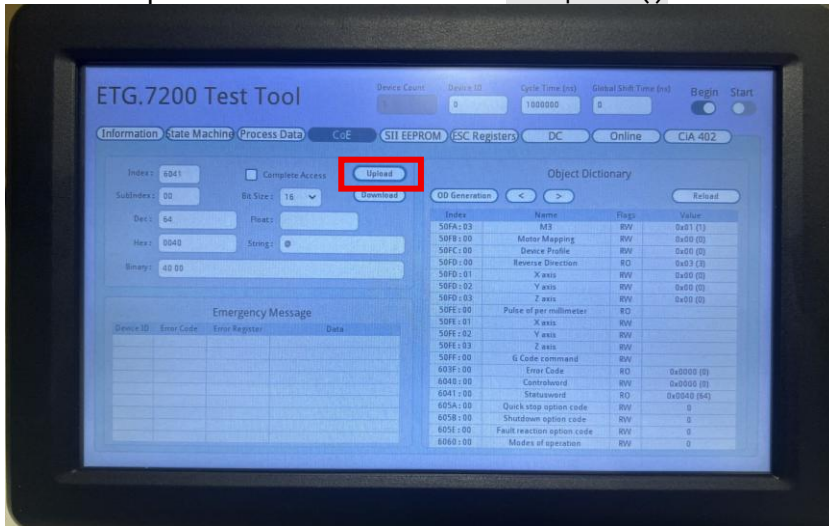 ETG.7200 Test Tool
Device Count
1
Device ID
0
Cycle Time (ns)
1000000
Global Shift Time (ns)
0
Begin
Start
Information
State Machine
Process Data
CoE
SII EEPROM
ESC Registers
DC
Online
CiA 402
Index: 6041
Complete Access
Upload
SubIndex: 00
Bit Size: 16
Download
Dec: 64
Float:
Hex: 0040
String: @
Binary: 40 00
Emergency Message
Device ID Error Code Error Register Data
Object Dictionary
OD Generation < > Reload
Index Name Flags Value
50FA:03 M3 RW 0x01 (1)
50FB:00 Motor Mapping RW 0x00 (0)
50FC:00 Device Profile RW 0x00 (0)
50FD:00 Reverse Direction RO 0x03 (3)
50FD:01 X axis RW 0x00 (0)
50FD:02 Y axis RW 0x00 (0)
50FD:03 Z axis RW 0x00 (0)
50FE:00 Pulse of per millimeter RO
50FE:01 X axis RW
50FE:02 Y axis RW
50FE:03 Z axis RW
50FF:00 G Code command RW
603F:00 Error Code RO 0x0000 (0)
6040:00 Controlword RW 0x0000 (0)
6041:00 Statusword RO 0x0040 (64)
605A:00 Quick stop option code RW 0
605B:00 Shutdown option code RW 0
605E:00 Fault reaction option code RW 0
6060:00 Modes of operation RW 0